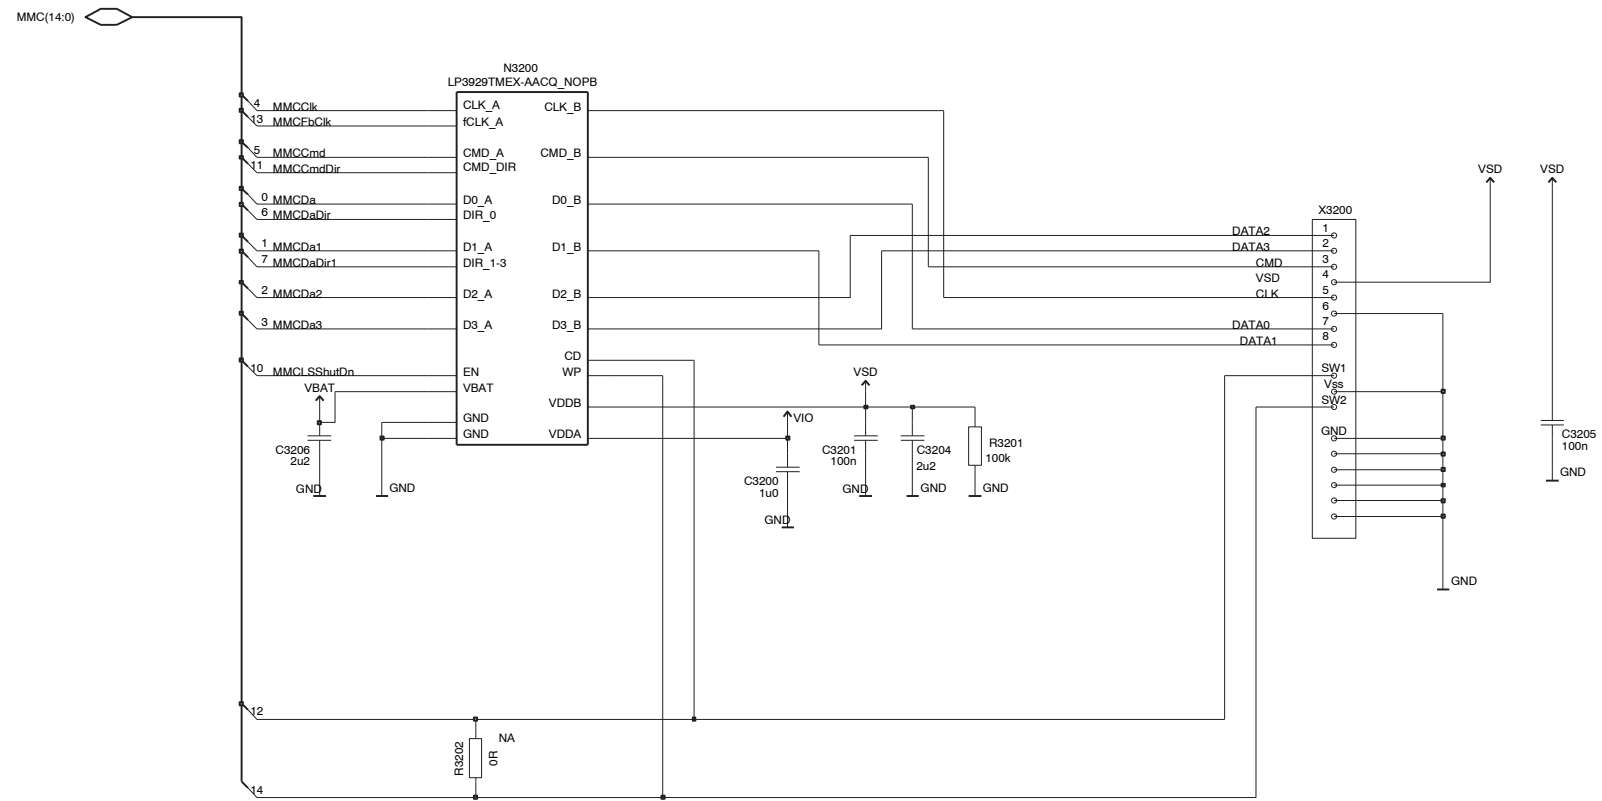 MMC(14:0)
N3200
LP3929TMEX-AACQ_NOPB
4 MMCClk
13 MMCFbClk
5 MMCCmd
11 MMCCmdDir
0 MMCDa
6 MMCDaDir
1 MMCDa1
7 MMCDaDir1
2 MMCDa2
3 MMCDa3
10 MMCLSShutDn
VBAT
C3206
2u2
GND
GND
CLK_A
fCLK_A
CMD_A
CMD_DIR
D0_A
DIR_0
D1_A
DIR_1-3
D2_A
D3_A
EN
VBAT
GND
GND
CLK_B
CMD_B
D0_B
D1_B
D2_B
D3_B
CD
WP
VDDB
VDDA
VIO
C3200
1u0
GND
VSD
C3201
100n
GND
C3204
2u2
GND
R3201
100k
GND
DATA2
DATA3
CMD
VSD
CLK
DATA0
DATA1
X3200
1
2
3
4
5
6
7
8
SW1
Vss
SW2
GND
VSD
GND
VSD
C3205
100n
GND
12
R3202
0R
NA
14